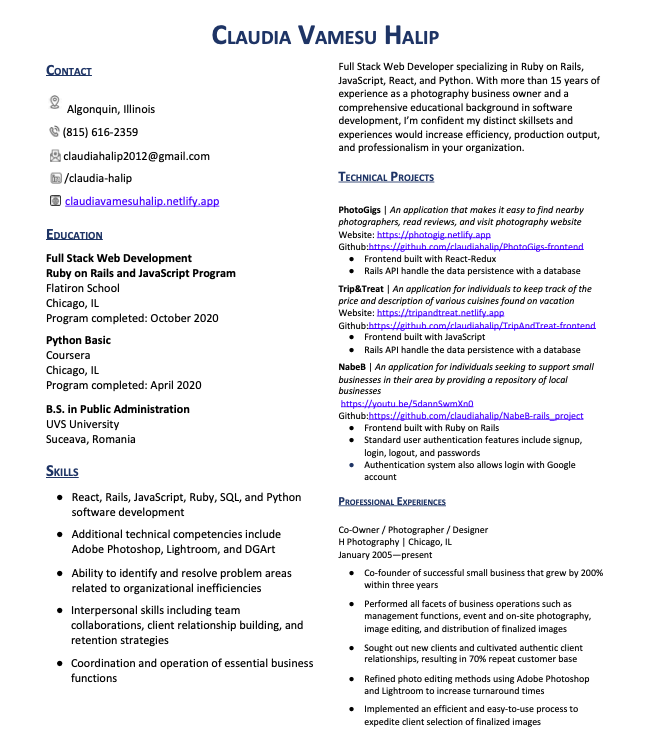 CLAUDIA VAMESU HALIP
CONTACT
Algonquin, Illinois
(815) 616-2359
claudiahalip2012@gmail.com
/claudia-halip
claudiavamesuhalip.netlify.app
EDUCATION
Full Stack Web Development
Ruby on Rails and JavaScript Program
Flatiron School
Chicago, IL
Program completed: October 2020
Python Basic
Coursera
Chicago, IL
Program completed: April 2020
B.S. in Public Administration
UVS University
Suceava, Romania
SKILLS
● React, Rails, JavaScript, Ruby, SQL, and Python
software development
● Additional technical competencies include
Adobe Photoshop, Lightroom, and DGArt
● Ability to identify and resolve problem areas
related to organizational inefficiencies
● Interpersonal skills including team
collaborations, client relationship building, and
retention strategies
● Coordination and operation of essential business
functions
Full Stack Web Developer specializing in Ruby on Rails,
JavaScript, React, and Python. With more than 15 years of
experience as a photography business owner and a
comprehensive educational background in software
development, I'm confident my distinct skillsets and
experiences would increase efficiency, production output,
and professionalism in your organization.
TECHNICAL PROJECTS
PhotoGigs | An application that makes it easy to find nearby
photographers, read reviews, and visit photography website
Website: https://photogig.netlify.app
Github:https://github.com/claudiahalip/PhotoGigs-frontend
● Frontend built with React-Redux
● Rails API handle the data persistence with a database
Trip&Treat | An application for individuals to keep track of the
price and description of various cuisines found on vacation
Website: https://tripandtreat.netlify.app
Github:https://github.com/claudiahalip/TripAndTreat-frontend
● Frontend built with JavaScript
● Rails API handle the data persistence with a database
NabeB | An application for individuals seeking to support small
businesses in their area by providing a repository of local
businesses
https://youtu.be/5dannSwmXn0
Github:https://github.com/claudiahalip/NabeB-rails_project
● Frontend built with Ruby on Rails
● Standard user authentication features include signup,
login, logout, and passwords
● Authentication system also allows login with Google
account
PROFESSIONAL EXPERIENCES
Co-Owner / Photographer / Designer
H Photography | Chicago, IL
January 2005—present
● Co-founder of successful small business that grew by 200%
within three years
● Performed all facets of business operations such as
management functions, event and on-site photography,
image editing, and distribution of finalized images
● Sought out new clients and cultivated authentic client
relationships, resulting in 70% repeat customer base
● Refined photo editing methods using Adobe Photoshop
and Lightroom to increase turnaround times
● Implemented an efficient and easy-to-use process to
expedite client selection of finalized images